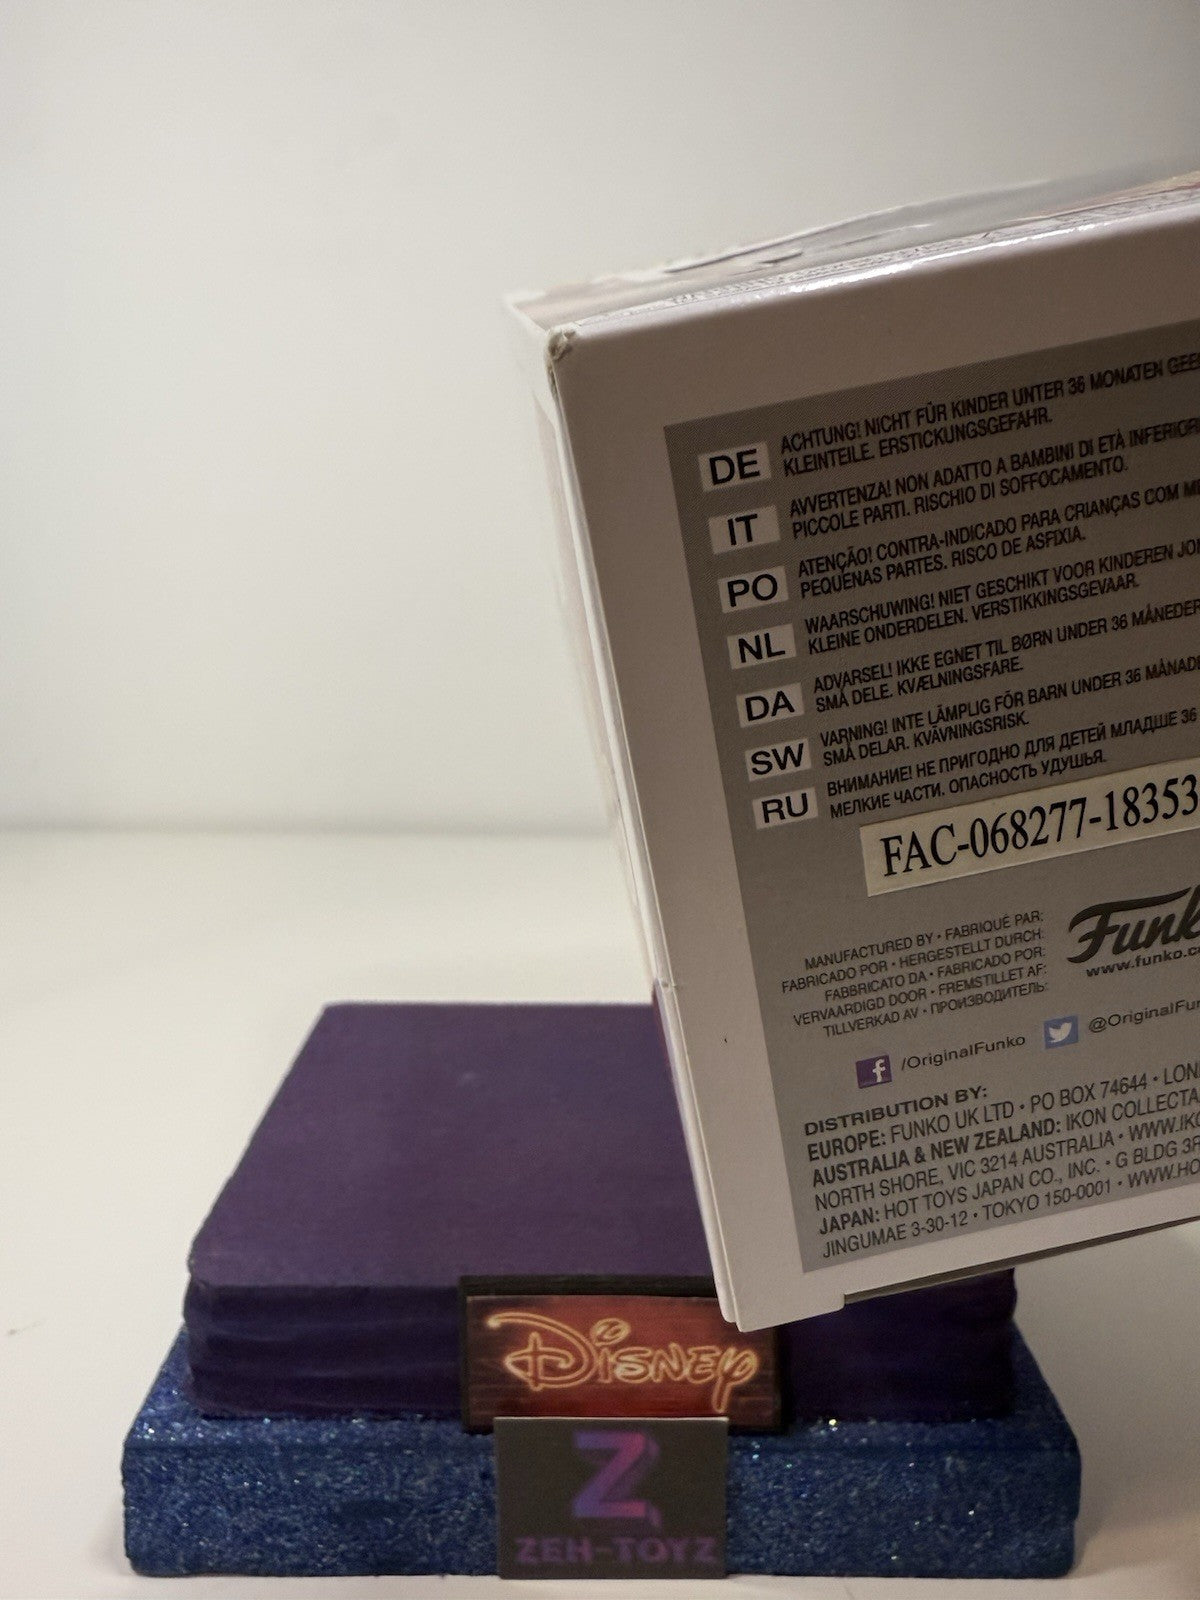 DE ACHTUNG! NICHT FÜR KINDER UNTER 36 MONATEN
KLEINTEILE. ERSTICKUNGSGEFAHR.
IT AVVERTENZA! NON ADATTO A BAMBINI DI ETÀ
PICCOLE PARTI. RISCHIO DI SOFFOCAMENTO.
PO ATENÇÃO! CONTRA-INDICADO PARA CRIANÇAS COM
PEQUENAS PARTES. RISCO DE ASFIXIA.
NL WAARSCHUWING! NIET GESCHIKT VOOR KINDEREN
KLEINE ONDERDELEN. VERSTIKKINGSGEVAAR.
DA ADVARSEL! IKKE EGNET TIL BØRN UNDER 36 MÅNEDER
SMÅ DELE. KVÆLNINGSFARE.
SW VARNING! INTE LÄMPLIG FÖR BARN UNDER 36
SMÅ DELAR. KVÄVNINGSRISK.
RU ВНИМАНИЕ! НЕ ПРИГОДНО ДЛЯ ДЕТЕЙ МЛАДШЕ 36
МЕЛКИЕ ЧАСТИ. ОПАСНОСТЬ УДУШЬЯ.
FAC-068277-18353
MANUFACTURED BY • FABRIQUÉ PAR:
FABRICADO POR • HERGESTELLT DURCH:
FABBRICATO DA • FABRICADO POR:
VERVAARDIGD DOOR • FREMSTILLET AF:
TILLVERKAD AV • ПРОИЗВОДИТЕЛЬ:
Funk
www.funko.c
/OriginalFunko @OriginalFu
DISTRIBUTION BY:
EUROPE: FUNKO UK LTD • PO BOX 74644 • LON
AUSTRALIA & NEW ZEALAND: IKON COLLECTA
NORTH SHORE, VIC 3214 AUSTRALIA • WWW.IK
JAPAN: HOT TOYS JAPAN CO., INC. • G BLDG 3F
JINGUMAE 3-30-12 • TOKYO 150-0001 • WWW.HO
Disney
Z
ZEH-TOYZ